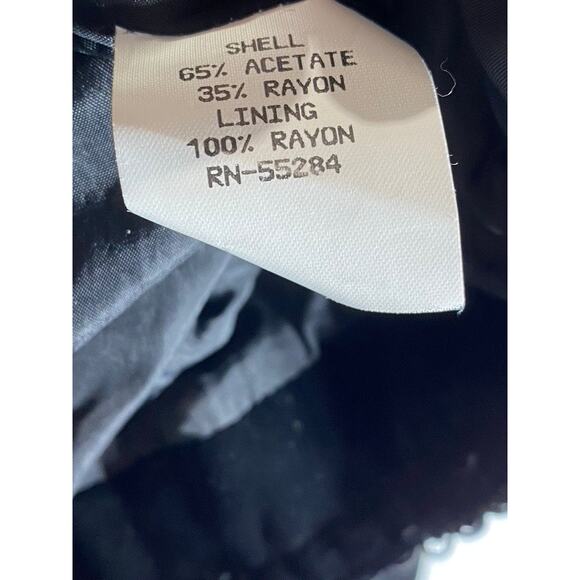 SHELL
65% ACETATE
35% RAYON
LINING
100% RAYON
RN-55284